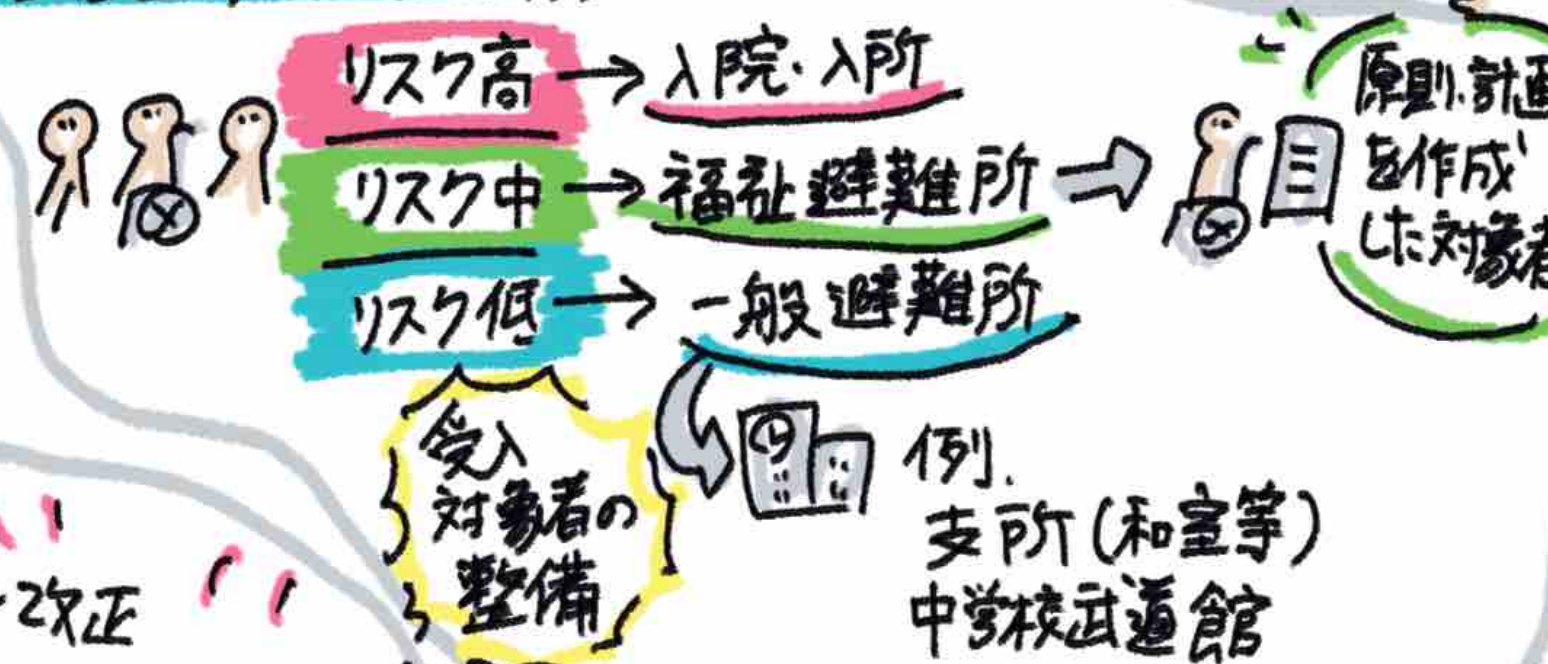 リスク高→入院・入所
リスク中→福祉避難所
リスク低→一般避難所
原則.計画
を作成
した対象者
受入
対象者の
整備
例.
支所(和室等)
中学校武道館
改正